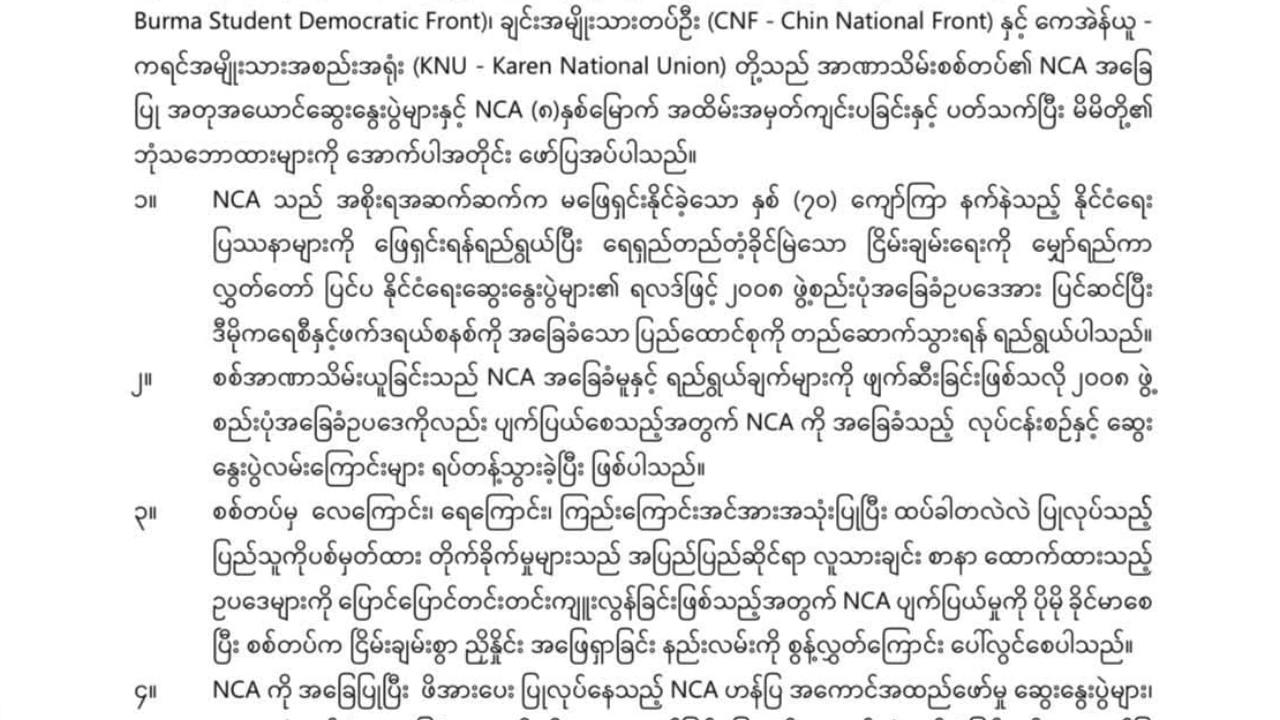 Burma Student Democratic Front)၊ ချင်းအမျိုးသားတပ်ဦး (CNF - Chin National Front) နှင့် ကေအဲန်ယူ -
ကရင်အမျိုးသားအစည်းအရုံး (KNU - Karen National Union) တို့သည် အာဏာသိမ်းစစ်တပ်၏ NCA အခြေ
ပြု အတုအယောင်ဆွေးနွေးပွဲများနှင့် NCA (၈)နှစ်မြောက် အထိမ်းအမှတ်ကျင်းပခြင်းနှင့် ပတ်သက်ပြီး မိမိတို့၏
ဘုံသဘောထားများကို အောက်ပါအတိုင်း ဖော်ပြအပ်ပါသည်။
၁။ NCA သည် အစိုးရအဆက်ဆက်က မဖြေရှင်းနိုင်ခဲ့သော နှစ် (၇၀) ကျော်ကြာ နက်နဲသည့် နိုင်ငံရေး
ပြဿနာများကို ဖြေရှင်းရန်ရည်ရွယ်ပြီး ရေရှည်တည်တံ့ခိုင်မြဲသော ငြိမ်းချမ်းရေးကို မျှော်ရည်ကာ
လွှတ်တော် ပြင်ပ နိုင်ငံရေးဆွေးနွေးပွဲများ၏ ရလဒ်ဖြင့် ၂၀၀၈ ဖွဲ့စည်းပုံအခြေခံဥပဒေအား ပြင်ဆင်ပြီး
ဒီမိုကရေစီနှင့်ဖက်ဒရယ်စနစ်ကို အခြေခံသော ပြည်ထောင်စုကို တည်ဆောက်သွားရန် ရည်ရွယ်ပါသည်။
၂။ စစ်အာဏာသိမ်းယူခြင်းသည် NCA အခြေခံမူနှင့် ရည်ရွယ်ချက်များကို ဖျက်ဆီးခြင်းဖြစ်သလို ၂၀၀၈ ဖွဲ့
စည်းပုံအခြေခံဥပဒေကိုလည်း ပျက်ပြယ်စေသည့်အတွက် NCA ကို အခြေခံသည့် လုပ်ငန်းစဉ်နှင့် ဆွေး
နွေးပွဲလမ်းကြောင်းများ ရပ်တန့်သွားခဲ့ပြီး ဖြစ်ပါသည်။
၃။ စစ်တပ်မှ လေကြောင်း၊ ရေကြောင်း၊ ကြည်းကြောင်းအင်အားအသုံးပြုပြီး ထပ်ခါတလဲလဲ ပြုလုပ်သည့်
ပြည်သူကိုပစ်မှတ်ထား တိုက်ခိုက်မှုများသည် အပြည်ပြည်ဆိုင်ရာ လူသားချင်း စာနာ ထောက်ထားသည့်
ဥပဒေများကို ပြောင်ပြောင်တင်းတင်းကျူးလွန်ခြင်းဖြစ်သည့်အတွက် NCA ပျက်ပြယ်မှုကို ပိုမို ခိုင်မာစေ
ပြီး စစ်တပ်က ငြိမ်းချမ်းစွာ ညှိနှိုင်း အဖြေရှာခြင်း နည်းလမ်းကို စွန့်လွှတ်ကြောင်း ပေါ်လွင်စေပါသည်။
၄။ NCA ကို အခြေပြုပြီး ဖိအားပေး ပြုလုပ်နေသည့် NCA ဟန်ပြ အကောင်အထည်ဖော်မှု ဆွေးနွေးပွဲများ၊